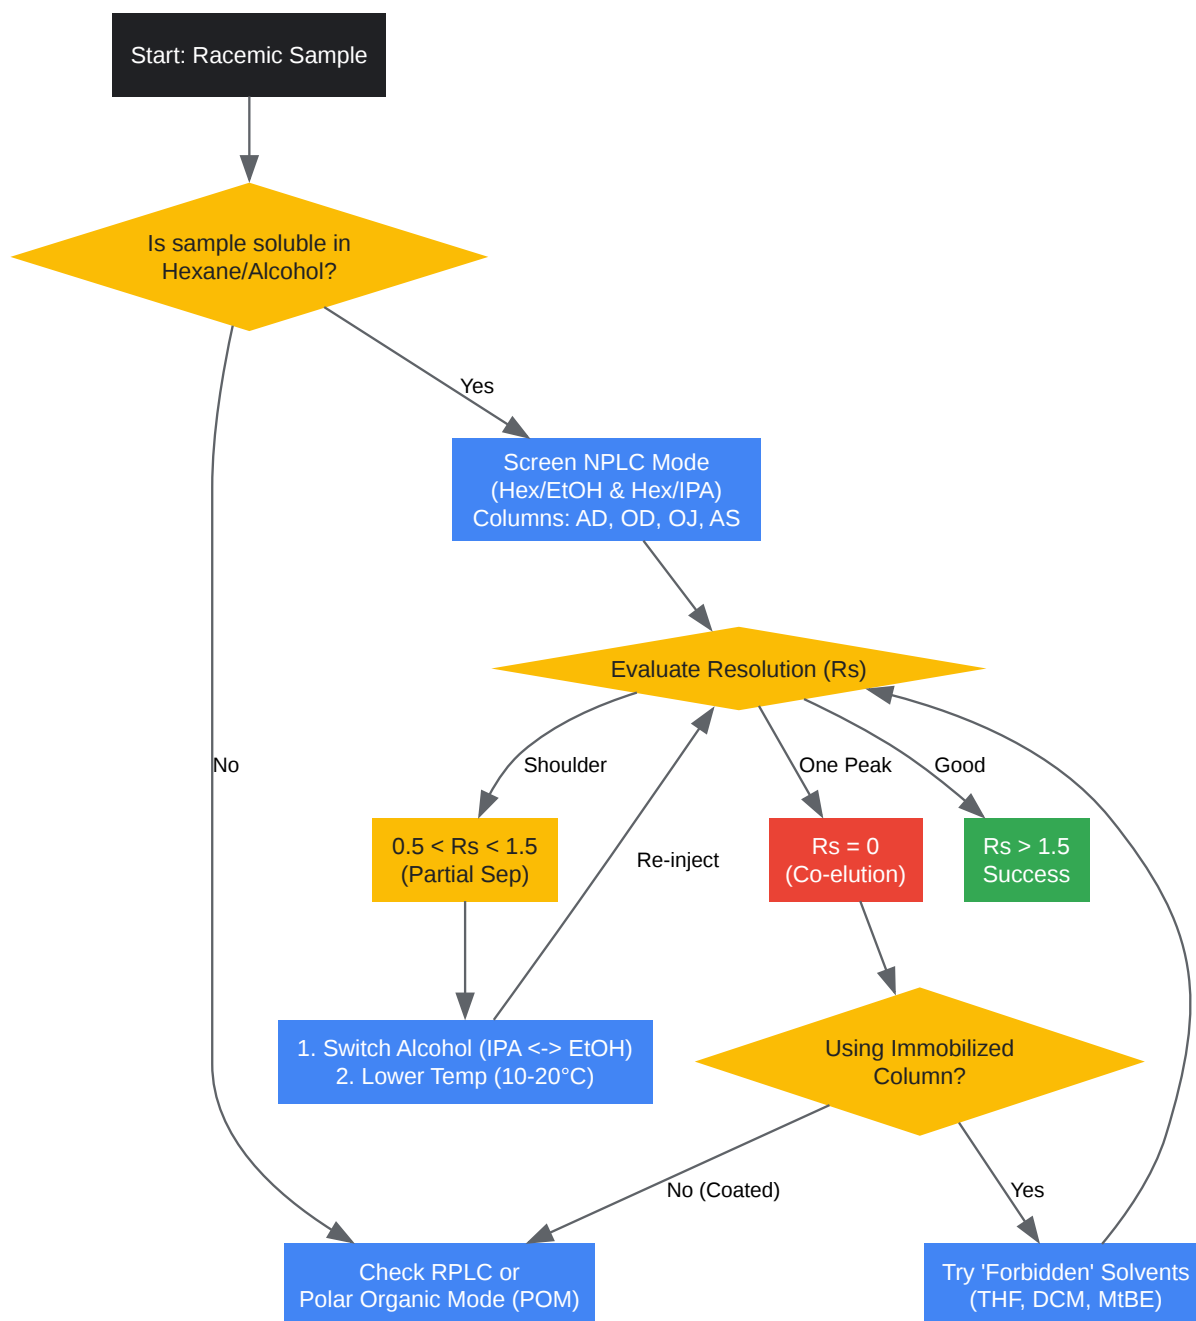 Start: Racemic Sample
Is sample soluble in
Hexane/Alcohol?
Yes
Screen NPLC Mode
(Hex/EtOH & Hex/IPA)
Columns: AD, OD, OJ, AS
Evaluate Resolution (Rs)
No
Shoulder
One Peak
Good
0.5 < Rs < 1.5
(Partial Sep)
Re-inject
Rs = 0
(Co-elution)
Rs > 1.5
Success
1. Switch Alcohol (IPA <-> EtOH)
2. Lower Temp (10-20°C)
Using Immobilized
Column?
No (Coated)
Yes
Check RPLC or
Polar Organic Mode (POM)
Try 'Forbidden' Solvents
(THF, DCM, MtBE)